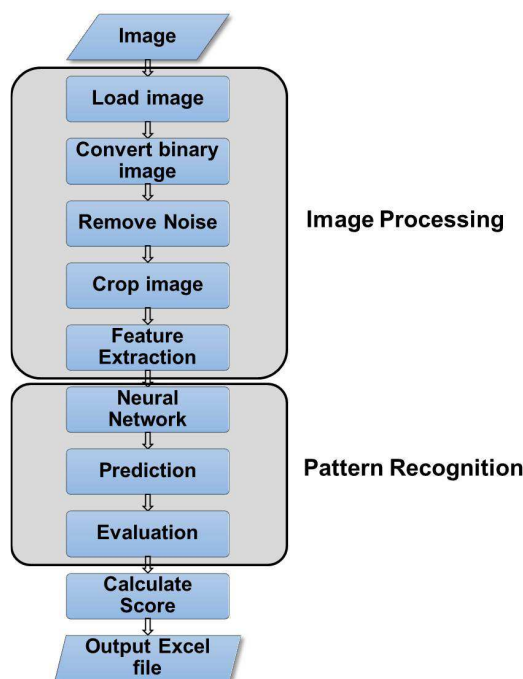 Image
Load image
Convert binary
image
Remove Noise
Image Processing
Crop image
Feature
Extraction
Neural
Network
Prediction
Pattern Recognition
Evaluation
Calculate
Score
Output Excel
file